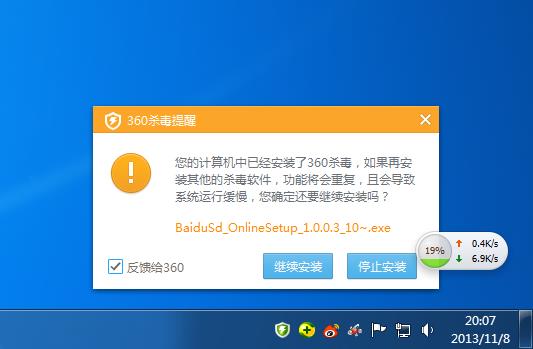 360杀毒提醒
您的计算机中已经安装了360杀毒，如果再安
装其他的杀毒软件，功能将会重复，且会导致
系统运行缓慢，您确定还要继续安装吗？
BaiduSd_OnlineSetup_1.0.0.3_10~.exe
19%
0.4K/s
6.9K/s
反馈给360
继续安装
停止安装
20:07
2013/11/8